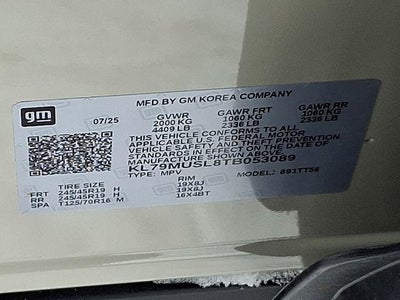 MFD BY GM KOREA COMPANY
gm 07/25 GVWR GAWR FRT GAWR RR
2000 KG 1060 KG 1060 KG
4409 LB 2336 LB 2336 LB
THIS VEHICLE CONFORMS TO ALL
APPLICABLE U.S. FEDERAL MOTOR
VEHICLE SAFETY AND THEFT PREVENTION
STANDARDS IN EFFECT ON THE DATE OF
MANUFACTURE SHOWN ABOVE.
KL79MUSL8TB053089
TYPE: MPV MODEL: 891TT56
TIRE SIZE RIM
FRT 245/45R19 H 19X8J
RR 245/45R19 H 19X8J
SPA T125/70R16 M 16X4BT